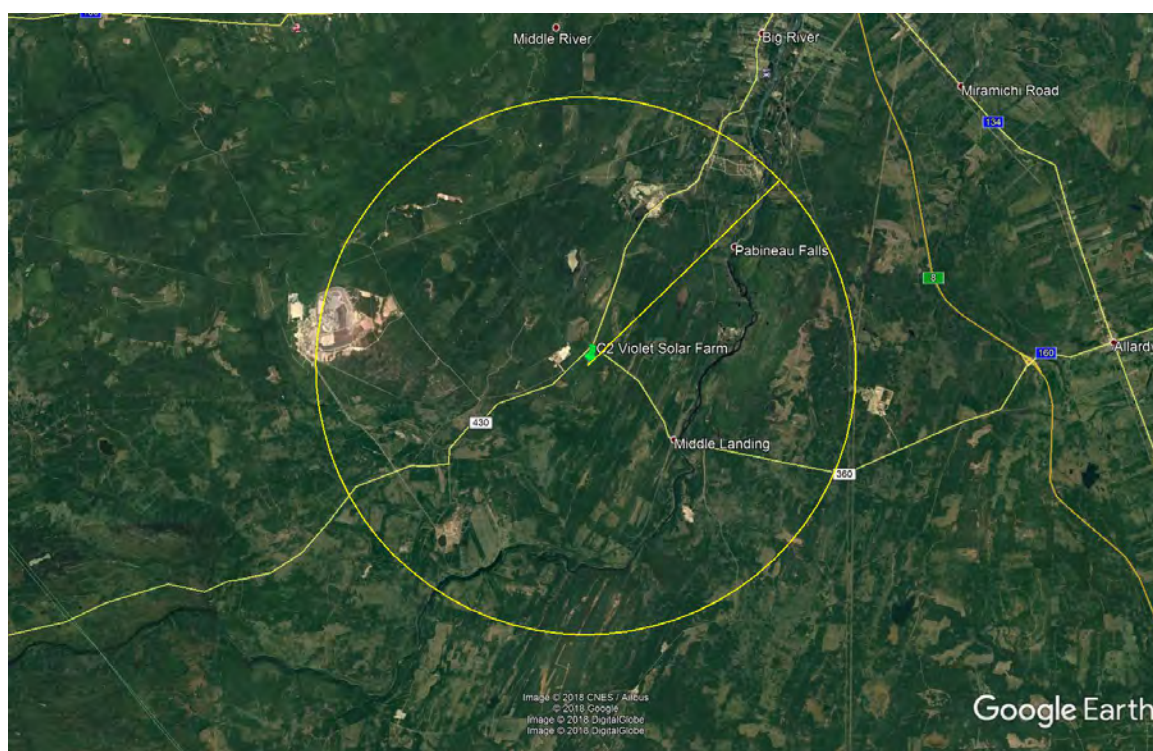 Middle River
Big River
Miramichi Road
134
Pabineau Falls
8
C2 Violet Solar Farm
160
430
Middle Landing
360
Image © 2018 CNES / Airbus
© 2018 Google
Image © 2018 DigitalGlobe
Image © 2018 DigitalGlobe
Google Earth